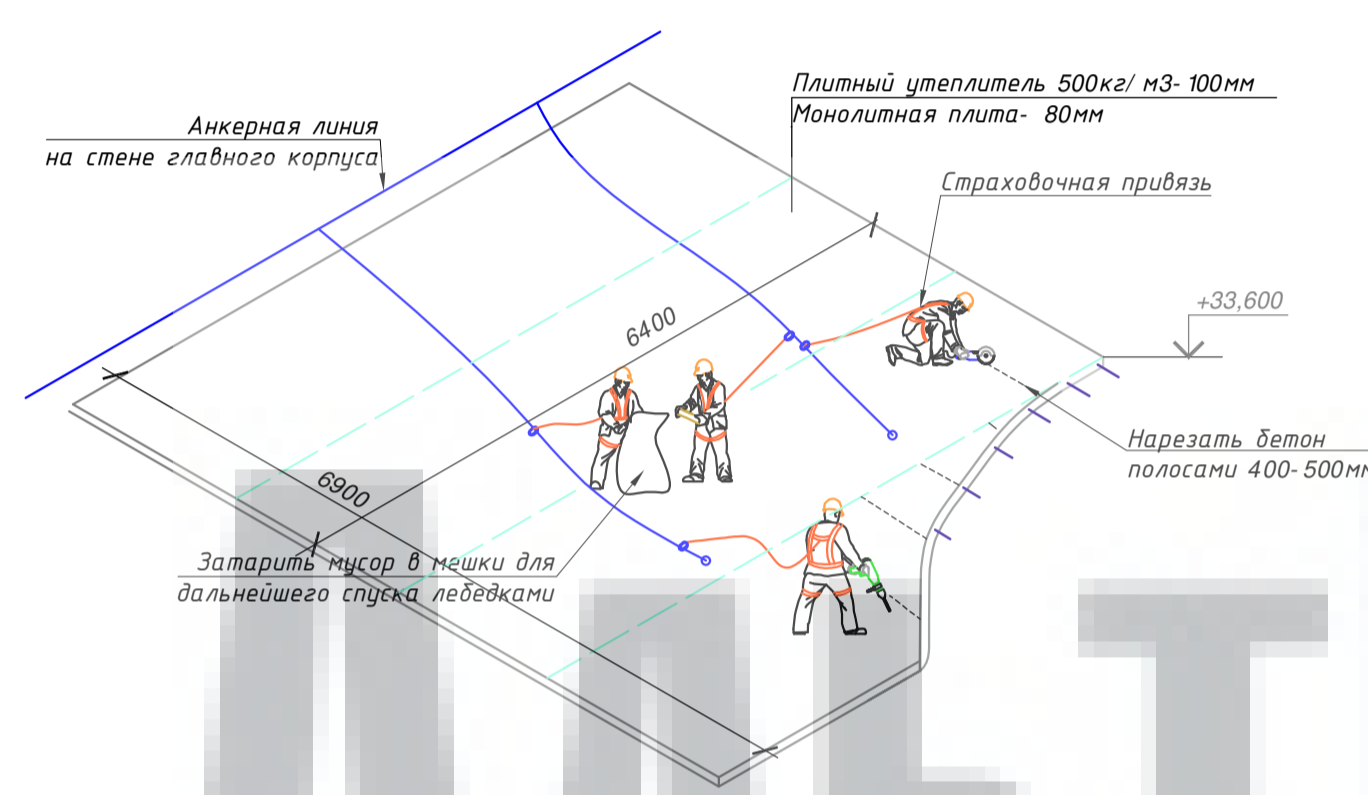 Плитный утеплитель 500кг/ м3- 100мм
Монолитная плита- 80мм
Анкерная линия
на стене главного корпуса
Страховочная привязь
+33,600
6400
Нарезать бетон
полосами 400-500мм
6900
Затарить мусор в мешки для
дальнейшего спуска лебедками